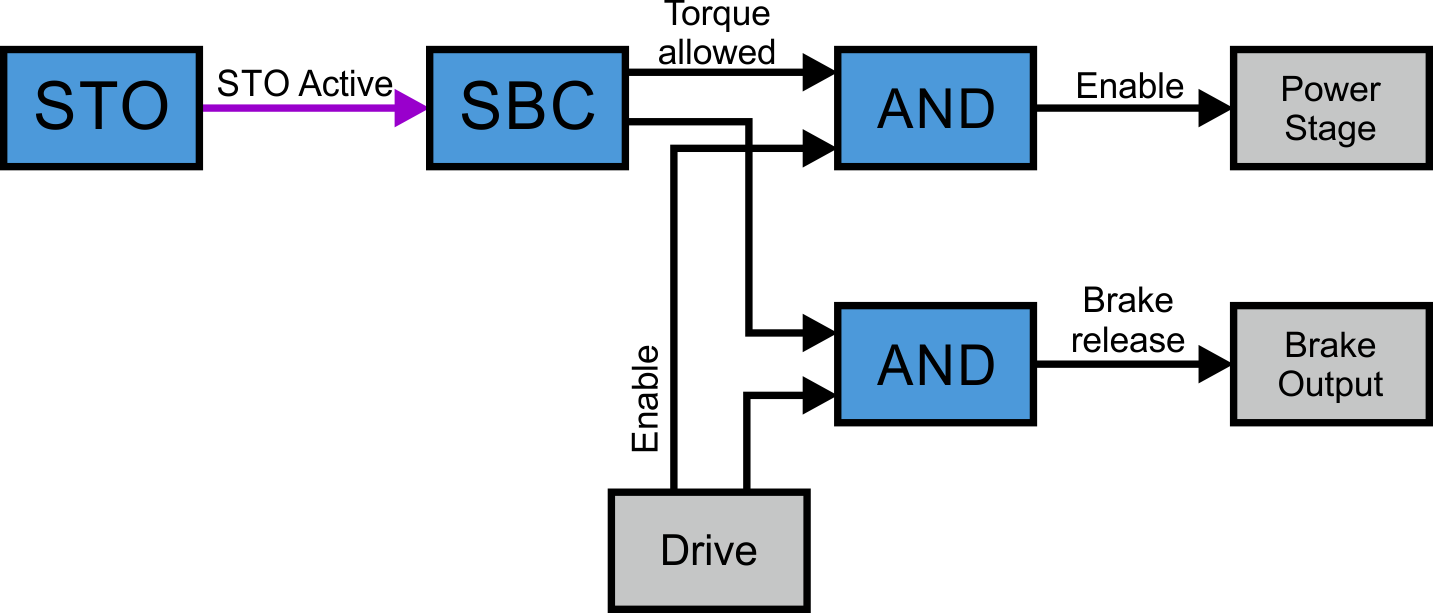 STO
STO Active
SBC
Torque
allowed
AND
Enable
Power
Stage
Enable
AND
Brake
release
Brake
Output
Drive